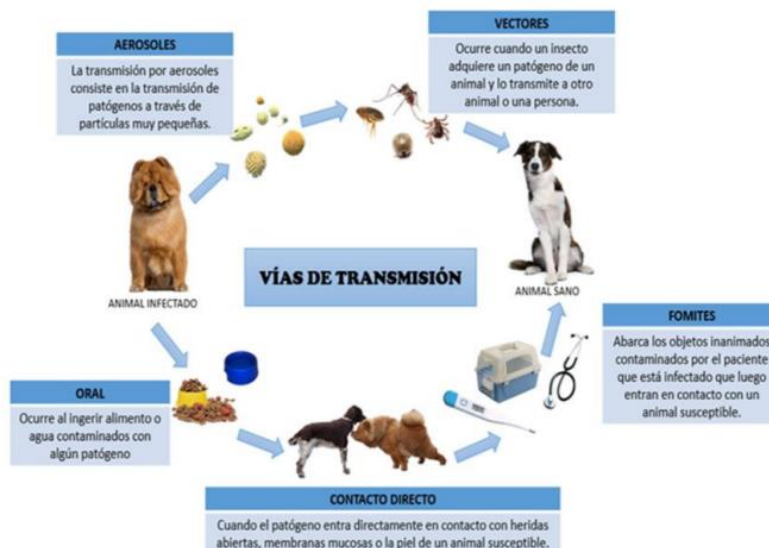 AEROSOLES
La transmisión por aerosoles
consiste en la transmisión de
patógenos a través de
partículas muy pequeñas.
VECTORES
Ocurre cuando un insecto
adquiere un patógeno de un
animal y lo transmite a otro
animal o una persona.
ANIMAL INFECTADO
VÍAS DE TRANSMISIÓN
ANIMAL SANO
FOMITES
Abarca los objetos inanimados
contaminados por el paciente
que está infectado que luego
entran en contacto con un
animal susceptible.
ORAL
Ocurre al ingerir alimento o
agua contaminados con
algún patógeno
CONTACTO DIRECTO
Cuando el patógeno entra directamente en contacto con heridas
abiertas, membranas mucosas o la piel de un animal susceptible.